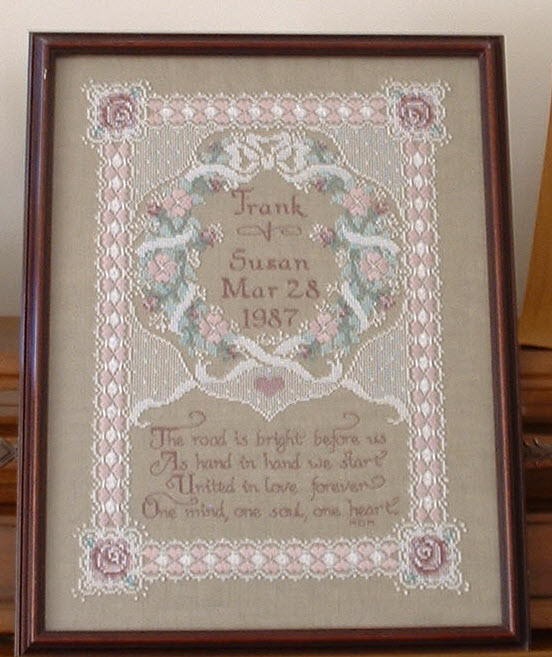 Frank
&
Susan
Mar 28
1987
The road is bright before us
As hand in hand we start
United in love forever
One mind, one soul, one heart